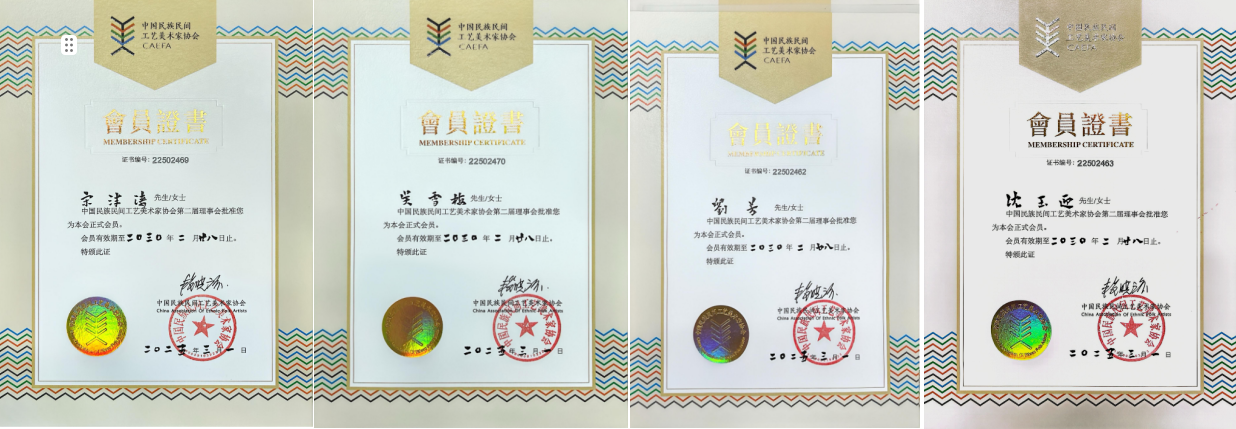 中国民族民间
工艺美术家协会
CAEFA
會員證書
MEMBERSHIP CERTIFICATE
证书编号: 22502469
宗津涛 先生/女士
中国民族民间工艺美术家协会第二届理事会批准您
为本会正式会员。
会员有效期至二〇三〇年二月廿八日止。
特颁此证
中国民族民间工艺美术家协会
China Association Of Ethnic Folk Artists
二〇二五年三月一日
中国民族民间
工艺美术家协会
CAEFA
會員證書
MEMBERSHIP CERTIFICATE
证书编号: 22502470
吴雪梅 先生/女士
中国民族民间工艺美术家协会第二届理事会批准您
为本会正式会员。
会员有效期至二〇三〇年二月廿八日止。
特颁此证
中国民族民间工艺美术家协会
China Association Of Ethnic Folk Artists
二〇二五年三月一日
中国民族民间
工艺美术家协会
CAEFA
會員證書
MEMBERSHIP CERTIFICATE
证书编号: 22502462
劉芳 先生/女士
中国民族民间工艺美术家协会第二届理事会批准您
为本会正式会员。
会员有效期至二〇三〇年二月廿八日止。
特颁此证
中国民族民间工艺美术家协会
China Association Of Ethnic Folk Artists
二〇二五年三月一日
中国民族民间
工艺美术家协会
CAEFA
會員證書
MEMBERSHIP CERTIFICATE
证书编号: 22502463
沈玉迎 先生/女士
中国民族民间工艺美术家协会第二届理事会批准您
为本会正式会员。
会员有效期至二〇三〇年二月廿八日止。
特颁此证
中国民族民间工艺美术家协会
China Association Of Ethnic Folk Artists
二〇二五年三月一日